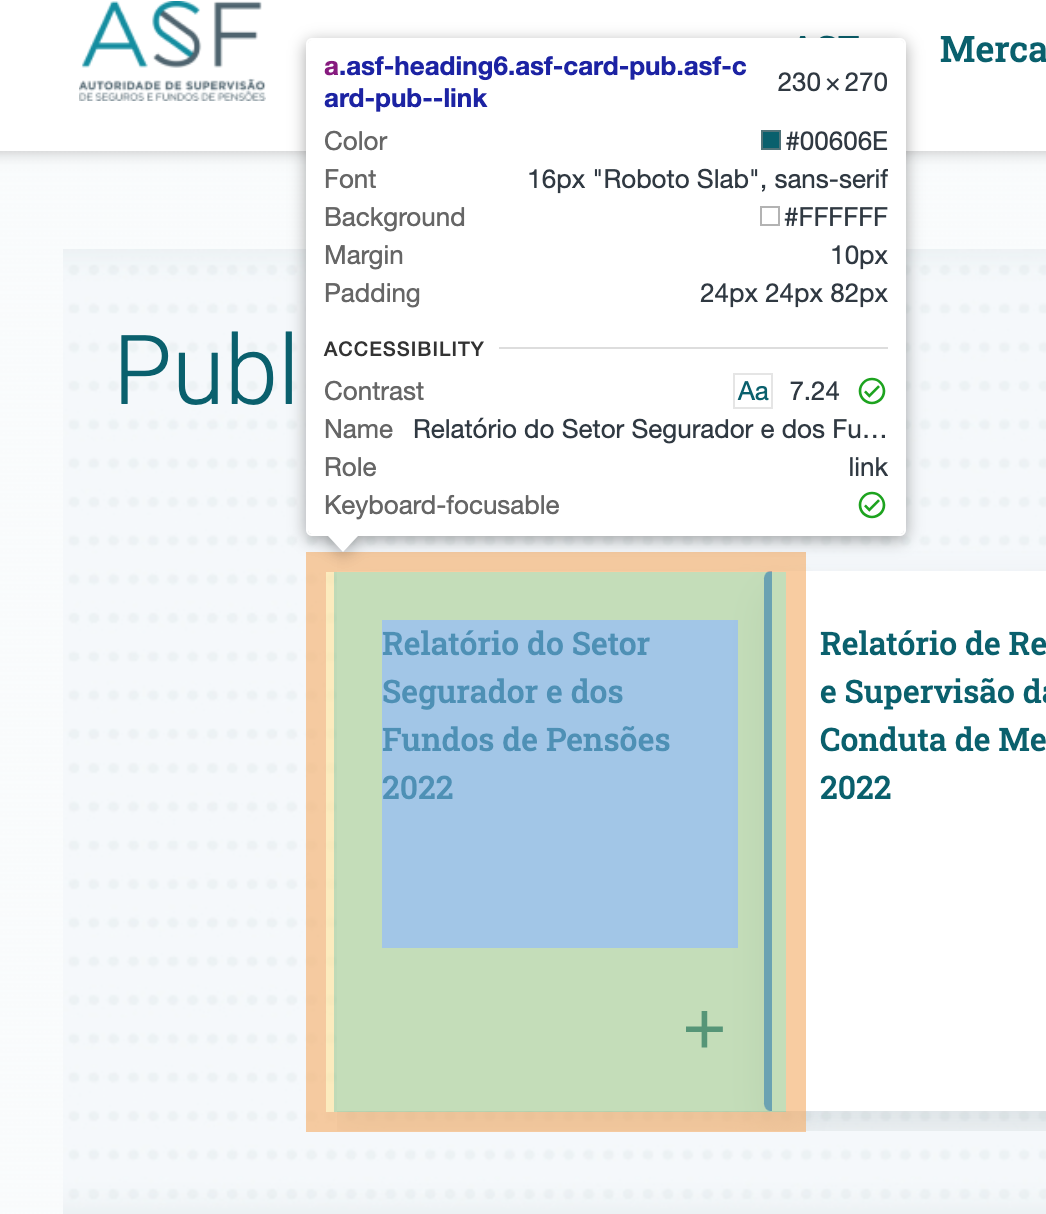 ASF
AUTORIDADE DE SUPERVISÃO
DE SEGUROS E FUNDOS DE PENSÕES
Merca
a.asf-heading6.asf-card-pub.asf-c
ard-pub--link
230 × 270
Color #00606E
Font 16px "Roboto Slab", sans-serif
Background #FFFFFF
Margin 10px
Padding 24px 24px 82px
ACCESSIBILITY
Contrast Aa 7.24
Name Relatório do Setor Segurador e dos Fu…
Role link
Keyboard-focusable
Publ
Relatório do Setor
Segurador e dos
Fundos de Pensões
2022
Relatório de Re
e Supervisão da
Conduta de Me
2022